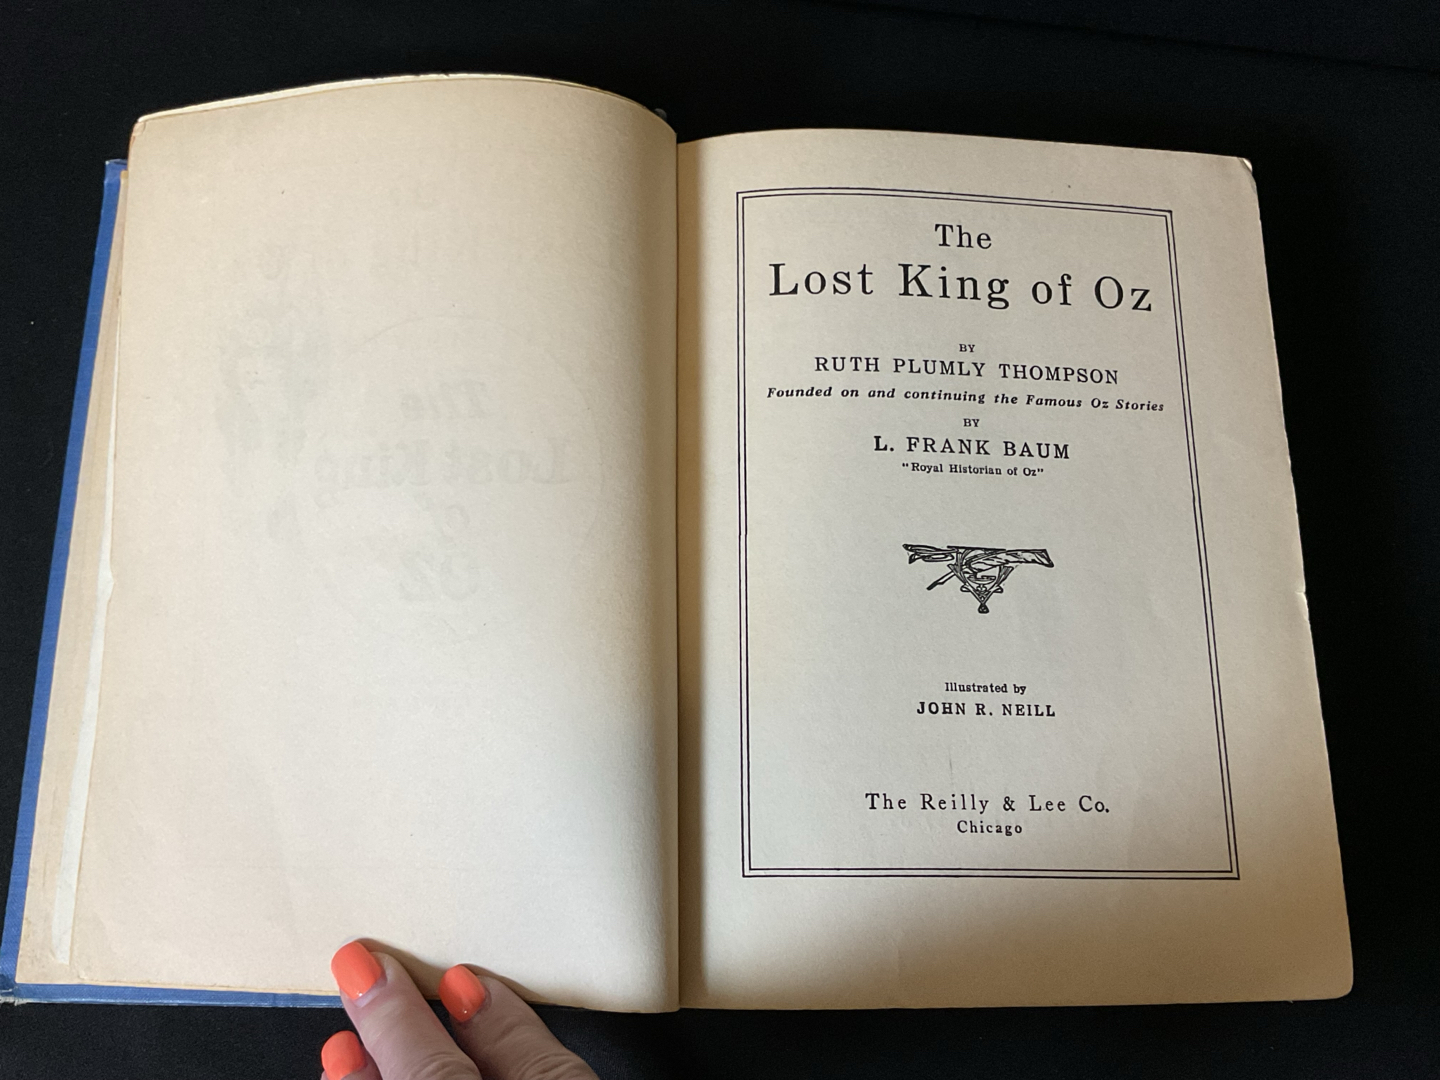 The
Lost King of Oz
BY
RUTH PLUMLY THOMPSON
Founded on and continuing the Famous Oz Stories
BY
L. FRANK BAUM
"Royal Historian of Oz"
Illustrated by
JOHN R. NEILL
The Reilly & Lee Co.
Chicago